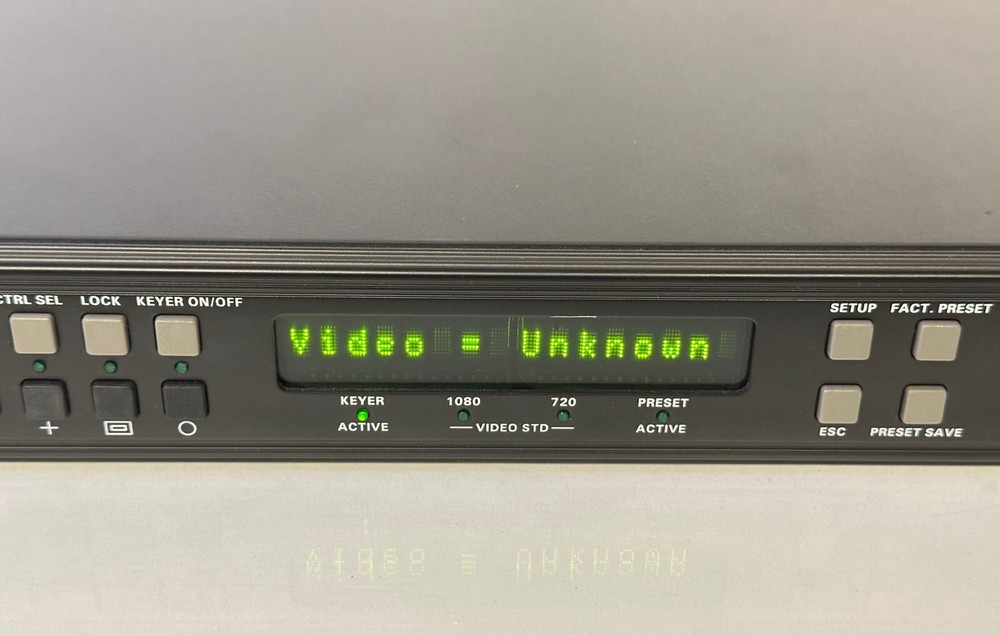 CTRL SEL LOCK KEYER ON/OFF
Video = Unknown
KEYER 1080 720 PRESET
ACTIVE VIDEO STD ACTIVE
SETUP FACT. PRESET
ESC PRESET SAVE